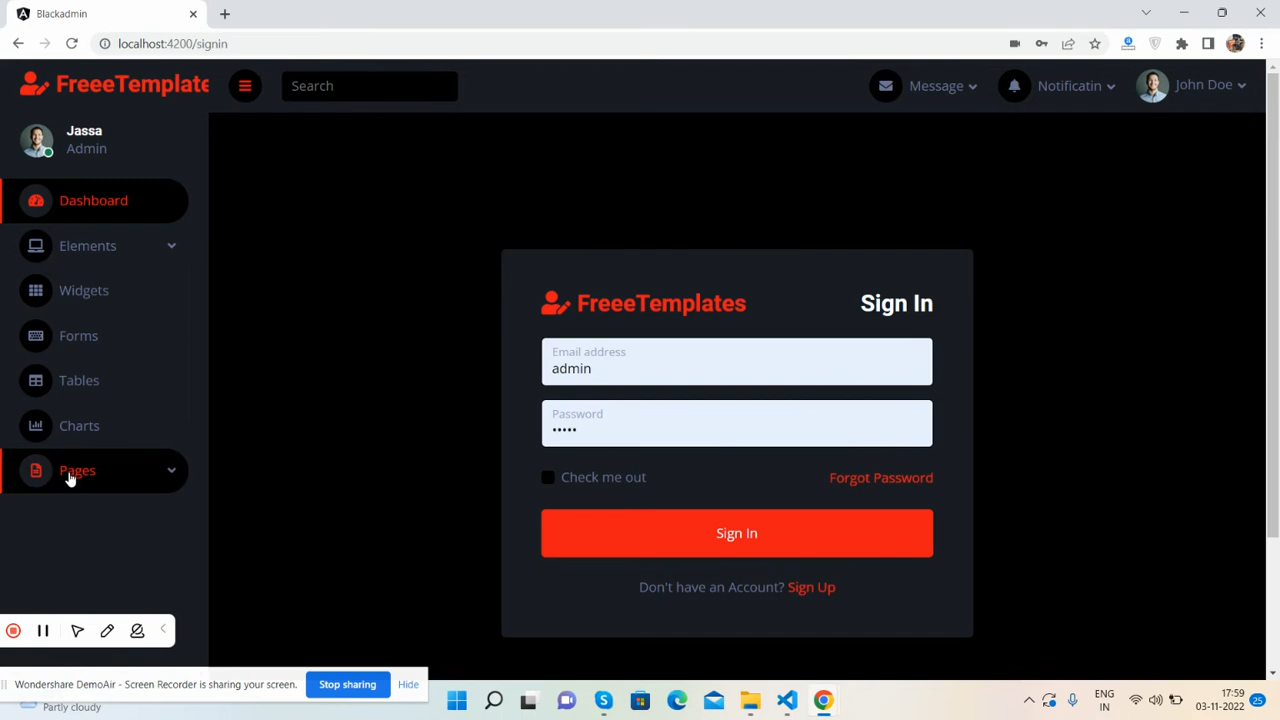 Blackadmin
localhost:4200/signin
FreeeTemplate
Search
Message
Notificatin
John Doe
Jassa
Admin
Dashboard
Elements
Widgets
Forms
Tables
Charts
Pages
FreeeTemplates
Sign In
Email address
admin
Password
•••••
Check me out
Forgot Password
Sign In
Don't have an Account? Sign Up
Wondershare DemoAir - Screen Recorder is sharing your screen.
Stop sharing
Hide
Partly cloudy
ENG
IN
17:59
03-11-2022
25